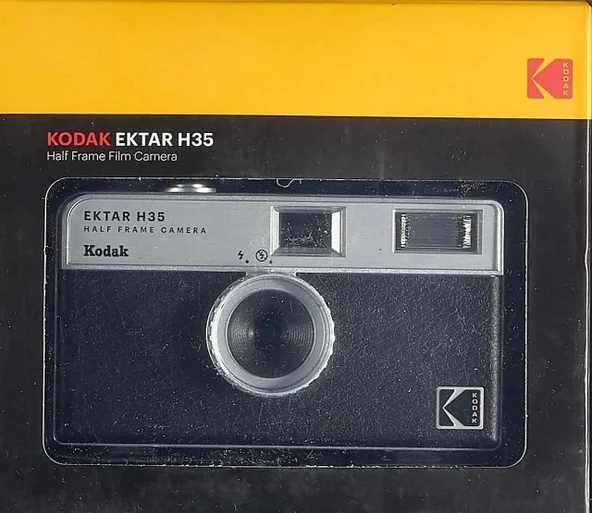 KODAK
KODAK EKTAR H35
Half Frame Film Camera
EKTAR H35
HALF FRAME CAMERA
Kodak
KODAK